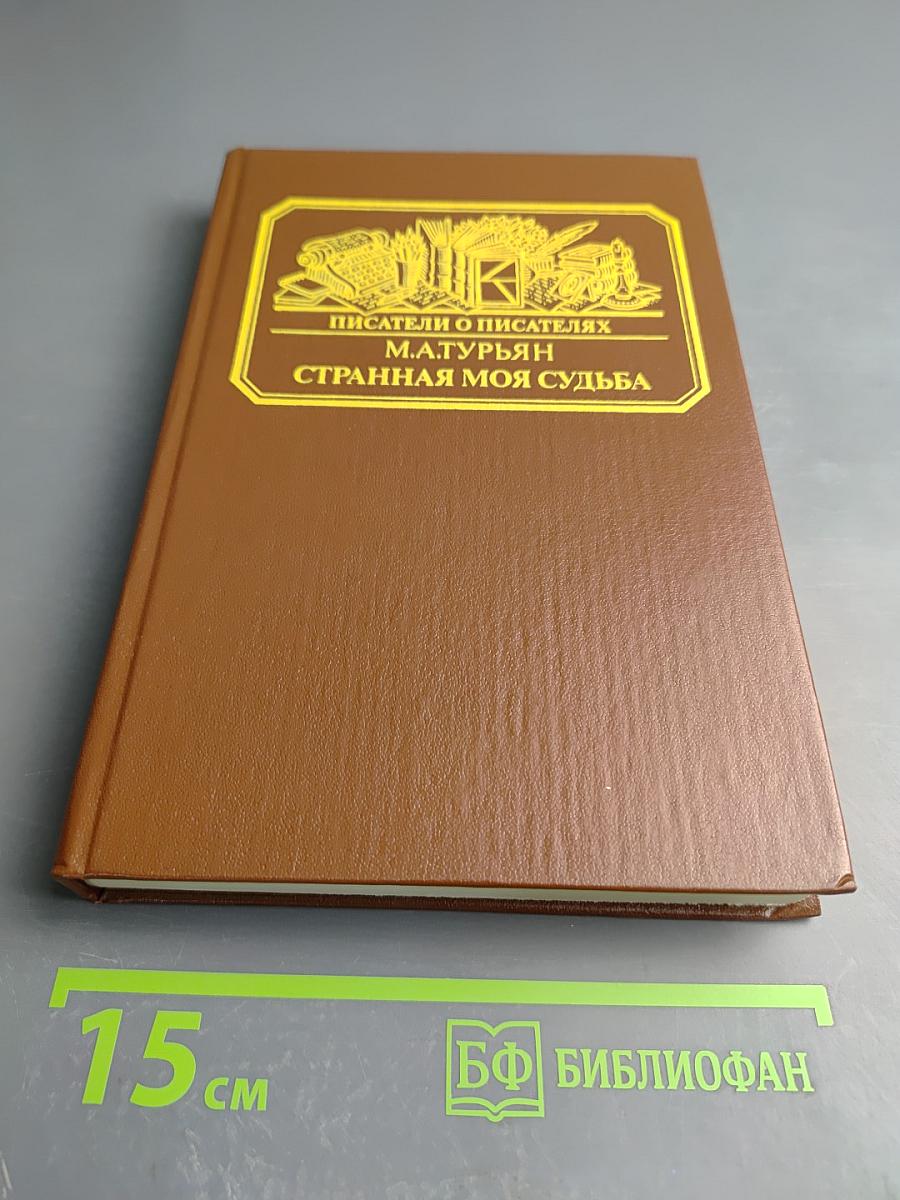 ПИСАТЕЛИ О ПИСАТЕЛЯХ
М.А.ТУРЬЯН
СТРАННАЯ МОЯ СУДЬБА
15 см
БФ БИБЛИОФАН